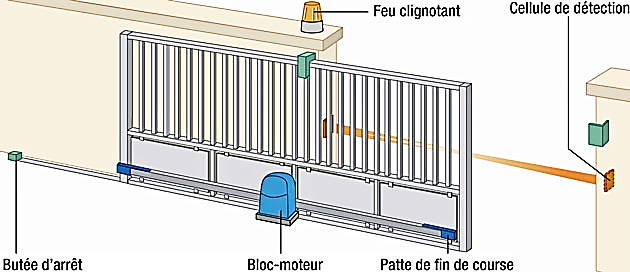 Feu clignotant
Cellule de détection
Butée d'arrêt
Bloc-moteur
Patte de fin de course